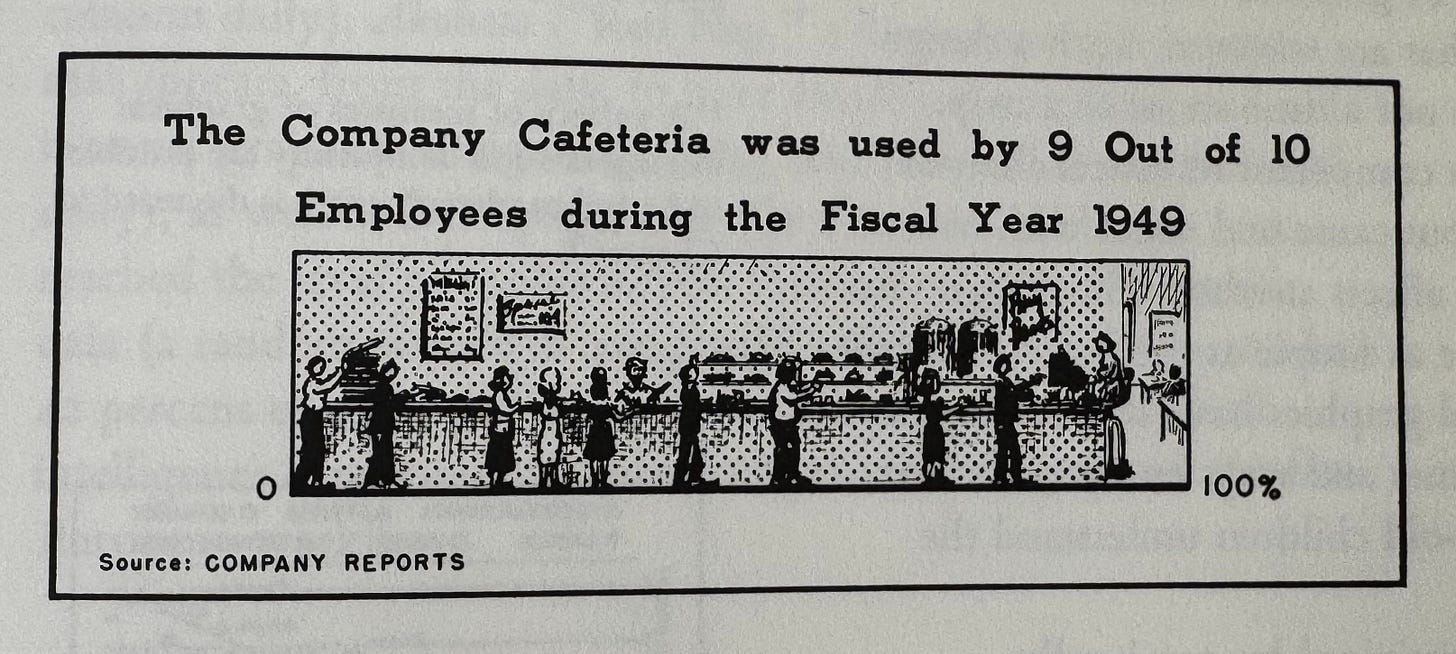 The Company Cafeteria was used by 9 Out of 10
Employees during the Fiscal Year 1949
0
100%
Source: COMPANY REPORTS